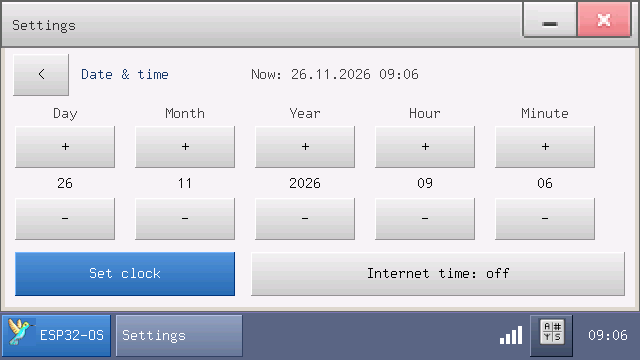 Settings
< Date & time Now: 26.11.2026 09:06
Day Month Year Hour Minute
+ + + + +
26 11 2026 09 06
- - - - -
Set clock Internet time: off
ESP32-OS Settings A# TS 09:06